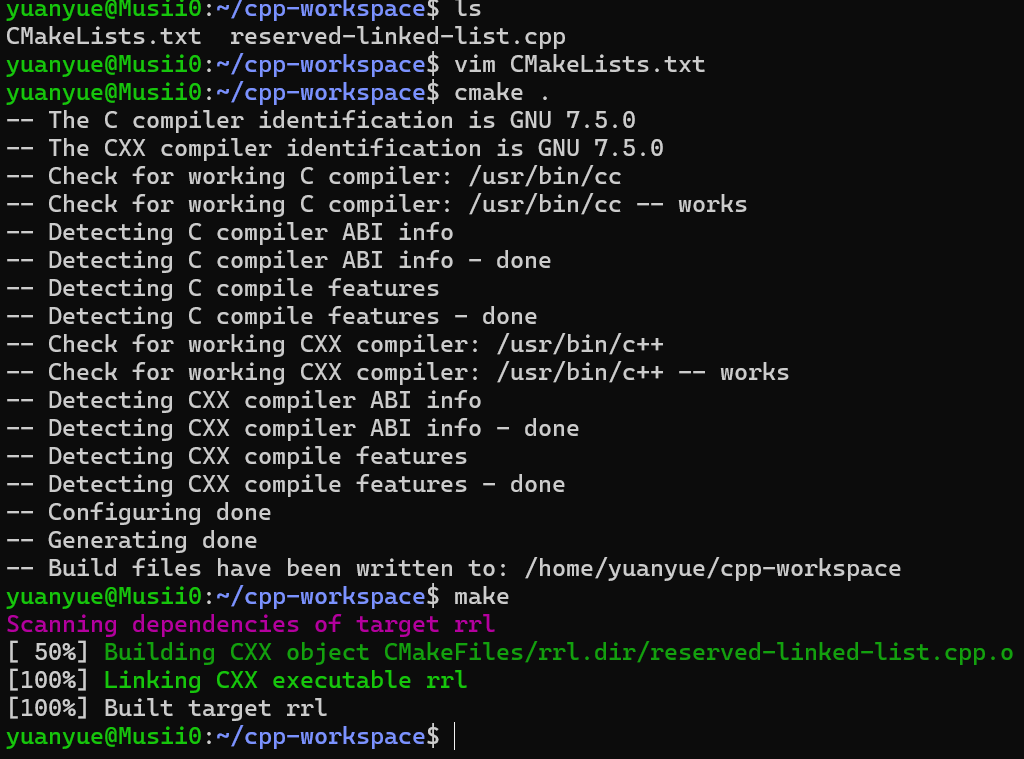 yuanyue@Musii0:~/cpp-workspace$ ls
CMakeLists.txt  reserved-linked-list.cpp
yuanyue@Musii0:~/cpp-workspace$ vim CMakeLists.txt
yuanyue@Musii0:~/cpp-workspace$ cmake .
-- The C compiler identification is GNU 7.5.0
-- The CXX compiler identification is GNU 7.5.0
-- Check for working C compiler: /usr/bin/cc
-- Check for working C compiler: /usr/bin/cc -- works
-- Detecting C compiler ABI info
-- Detecting C compiler ABI info - done
-- Detecting C compile features
-- Detecting C compile features - done
-- Check for working CXX compiler: /usr/bin/c++
-- Check for working CXX compiler: /usr/bin/c++ -- works
-- Detecting CXX compiler ABI info
-- Detecting CXX compiler ABI info - done
-- Detecting CXX compile features
-- Detecting CXX compile features - done
-- Configuring done
-- Generating done
-- Build files have been written to: /home/yuanyue/cpp-workspace
yuanyue@Musii0:~/cpp-workspace$ make
Scanning dependencies of target rrl
[ 50%] Building CXX object CMakeFiles/rrl.dir/reserved-linked-list.cpp.o
[100%] Linking CXX executable rrl
[100%] Built target rrl
yuanyue@Musii0:~/cpp-workspace$